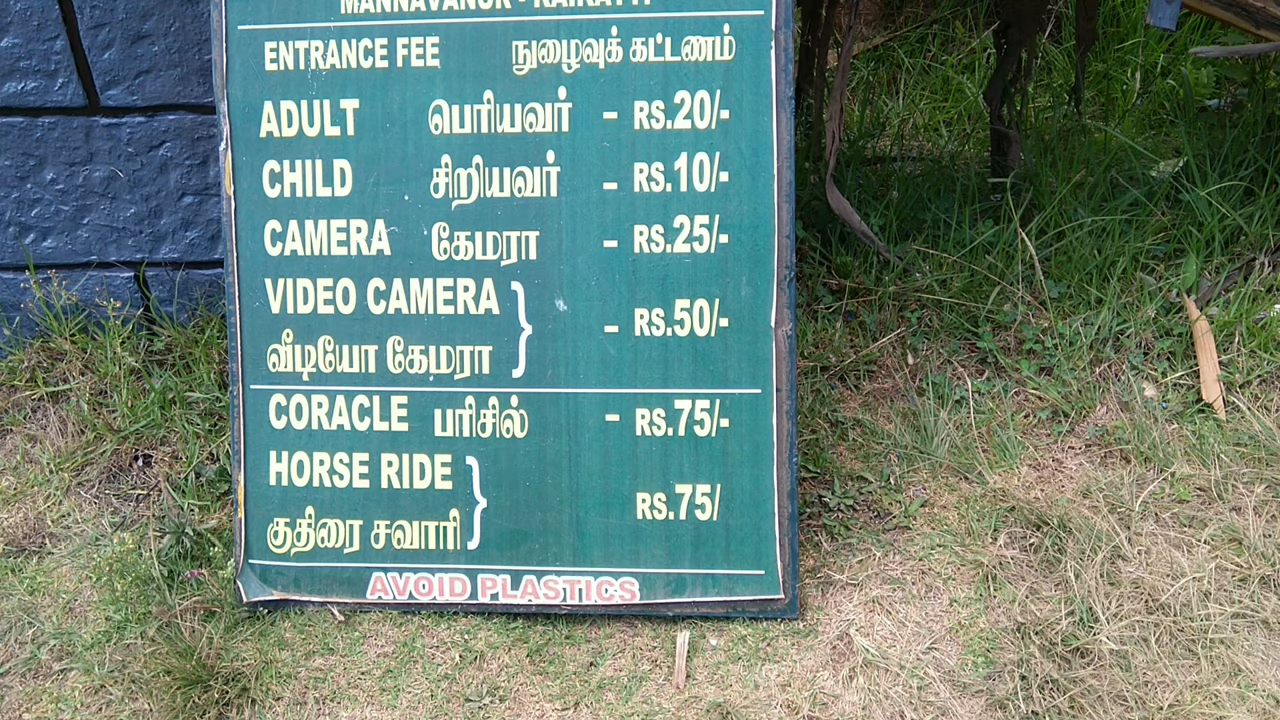 MANNAVANUR -
ENTRANCE FEE நுழைவுக் கட்டணம்
ADULT பெரியவர் - RS.20/-
CHILD சிறியவர் - RS.10/-
CAMERA கேமரா - RS.25/-
VIDEO CAMERA
வீடியோ கேமரா } - RS.50/-
CORACLE பரிசில் - RS.75/-
HORSE RIDE
குதிரை சவாரி } RS.75/
AVOID PLASTICS